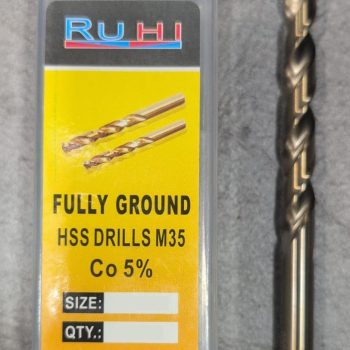 RUHI
FULLY GROUND
HSS DRILLS M35
Co 5%
SIZE:
QTY.: